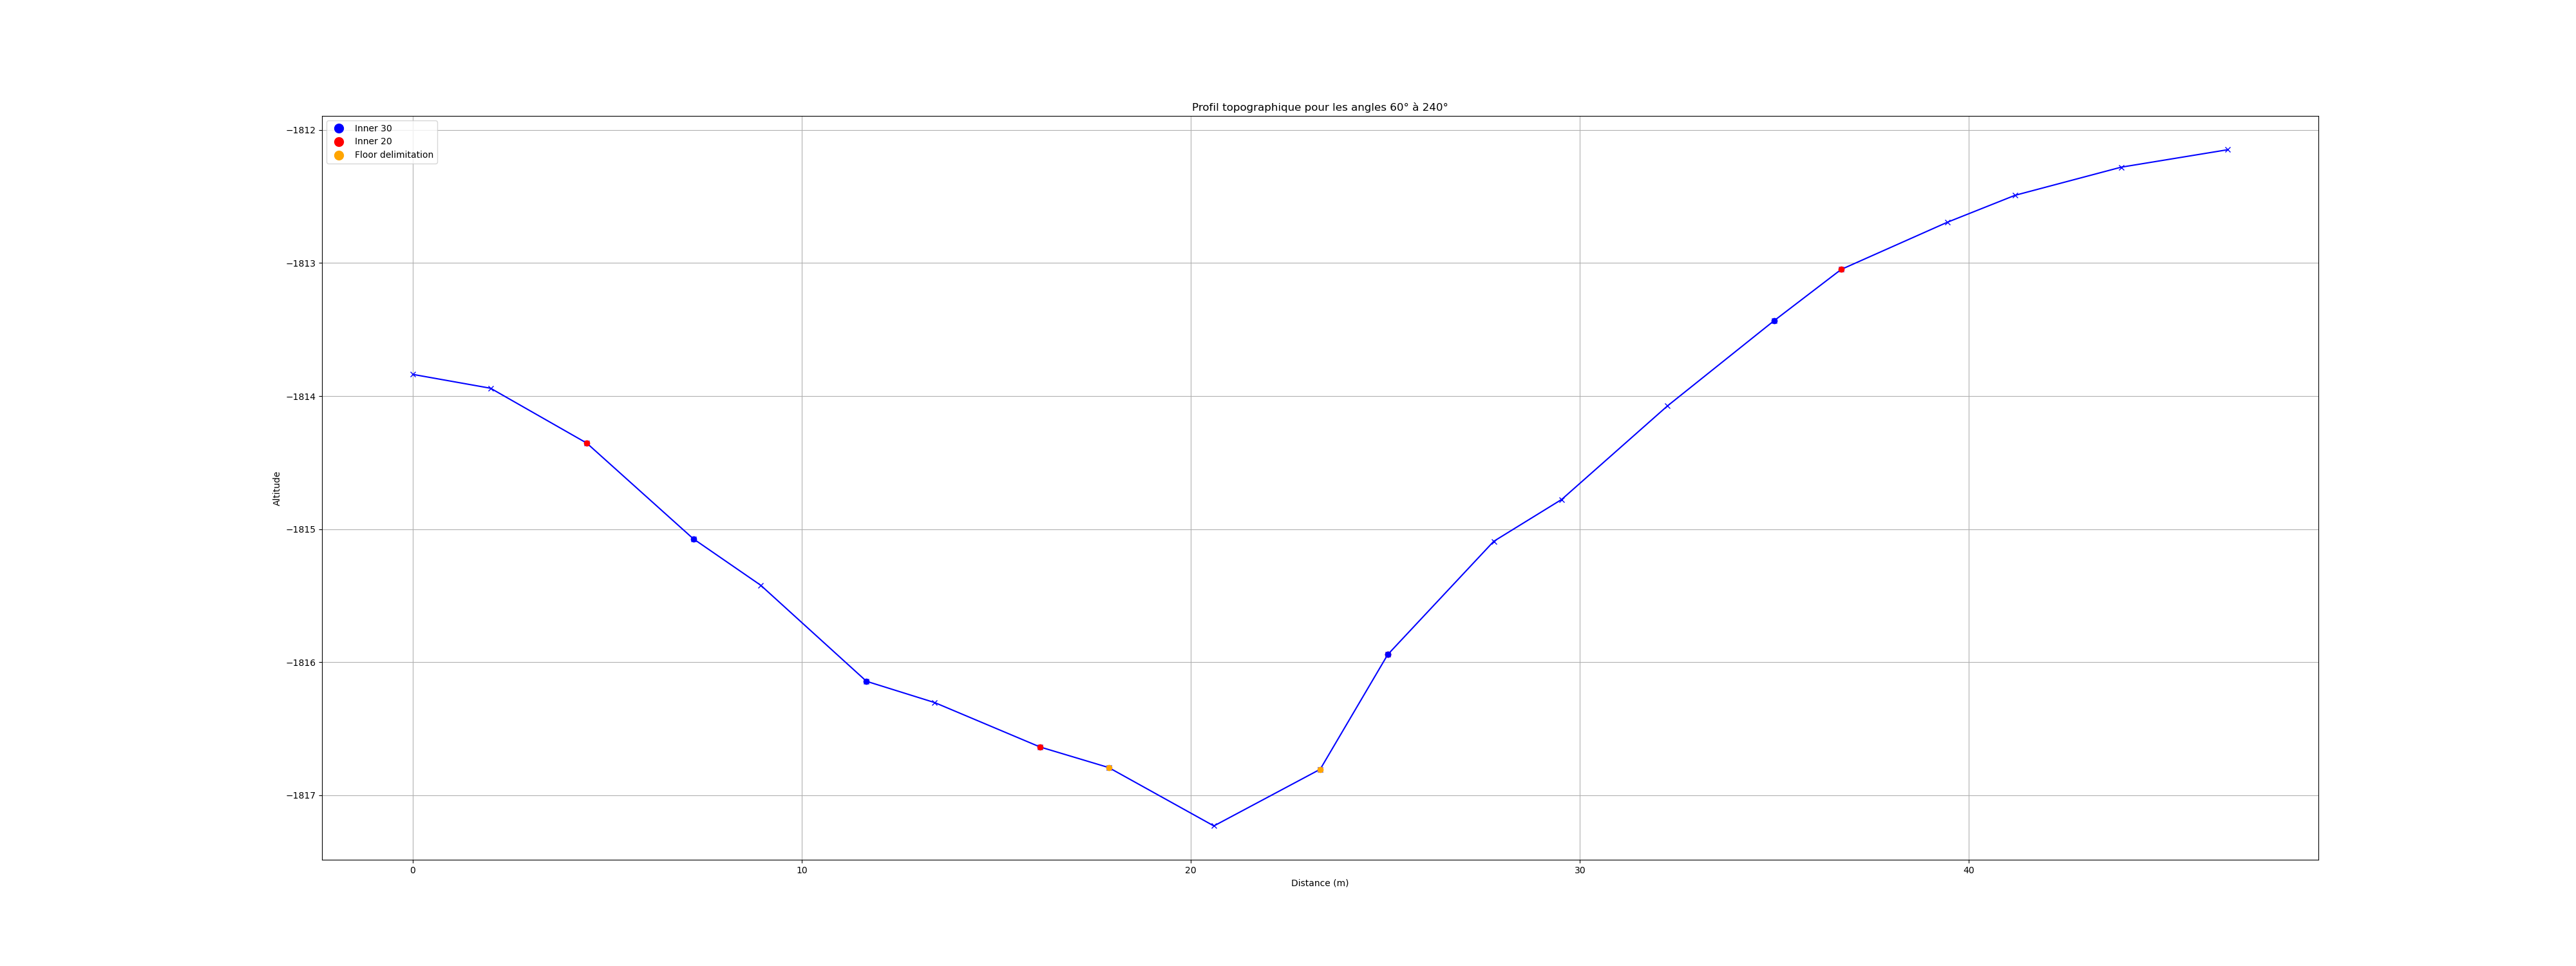 Profil topographique pour les angles 60° à 240°
Inner 30
Inner 20
Floor delimitation
−1812
−1813
−1814
−1815
−1816
−1817
Altitude
0 10 20 30 40
Distance (m)